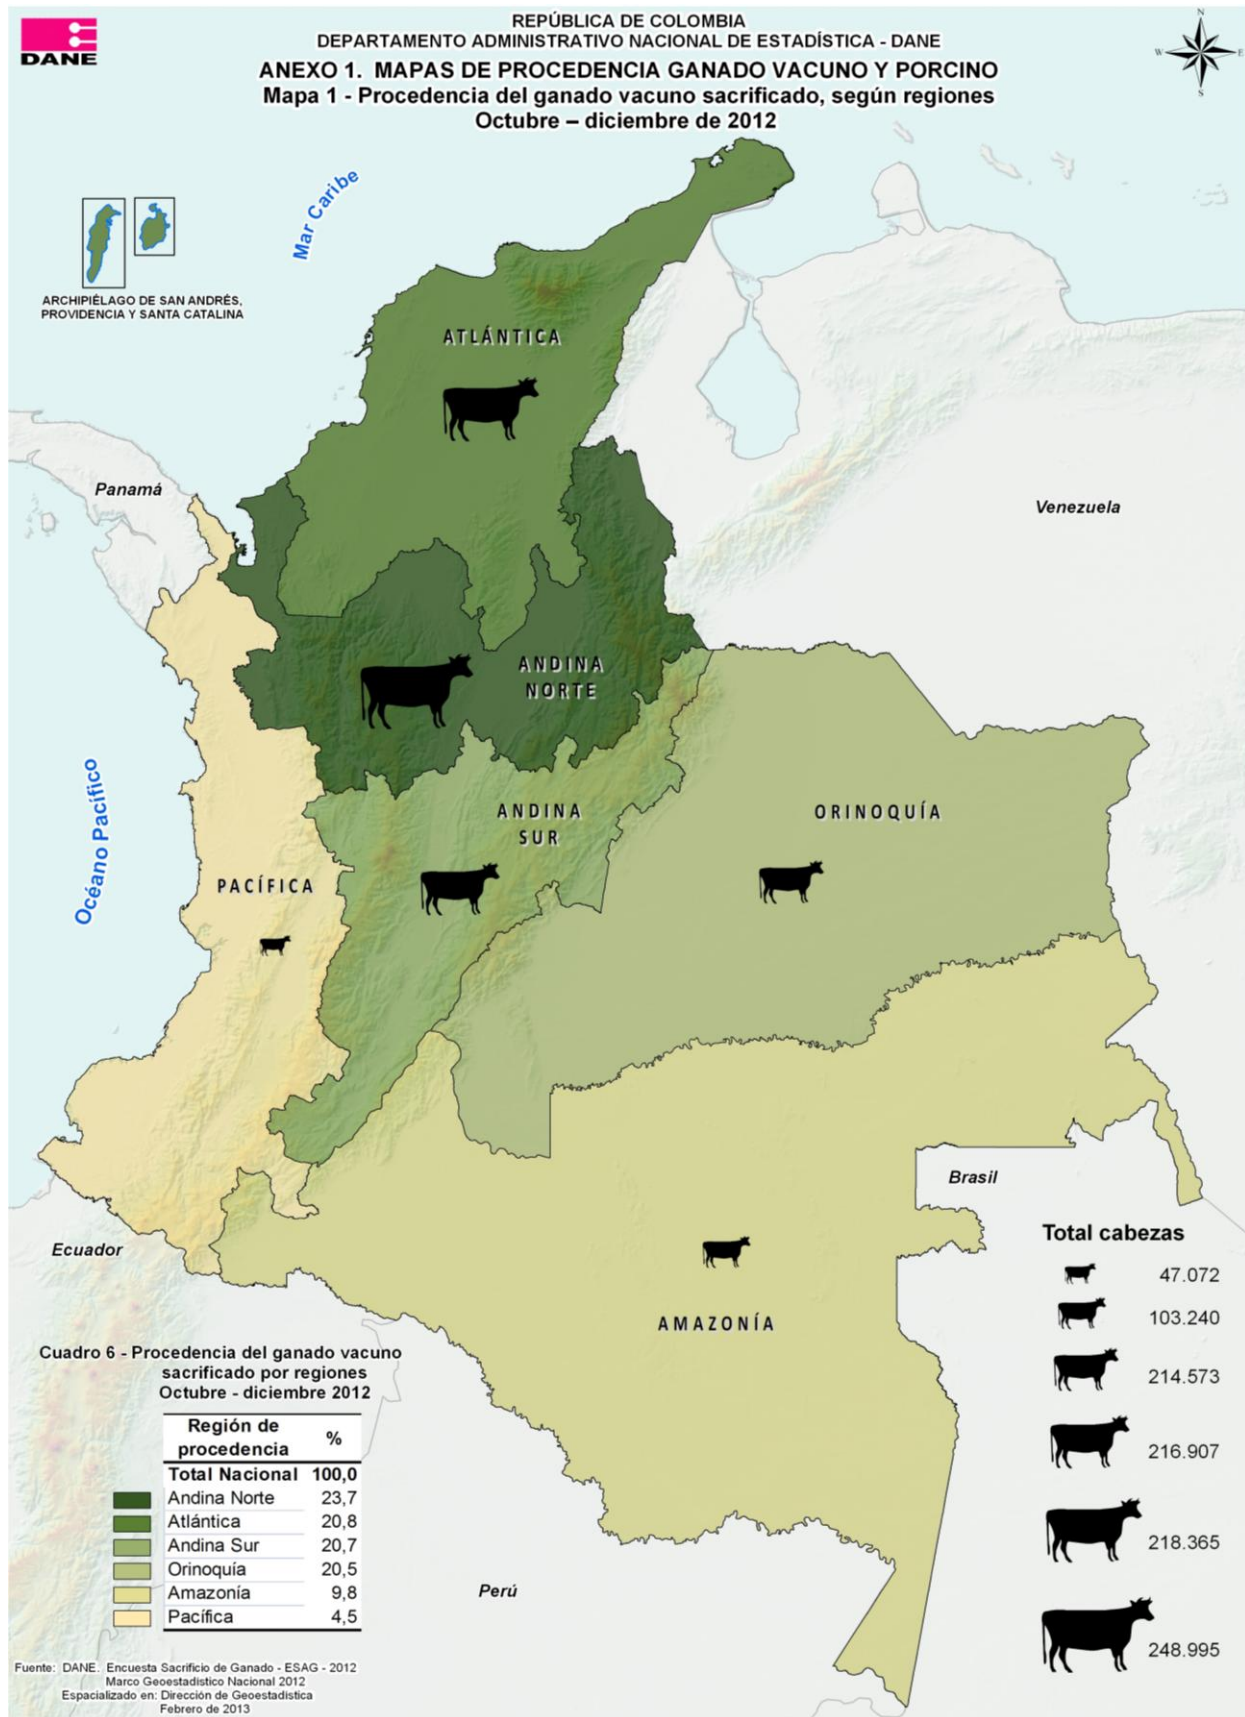 DANE
REPÚBLICA DE COLOMBIA
DEPARTAMENTO ADMINISTRATIVO NACIONAL DE ESTADÍSTICA - DANE
ANEXO 1. MAPAS DE PROCEDENCIA GANADO VACUNO Y PORCINO
Mapa 1 - Procedencia del ganado vacuno sacrificado, según regiones
Octubre – diciembre de 2012
N
W E
S
Mar Caribe
ARCHIPIÉLAGO DE SAN ANDRÉS,
PROVIDENCIA Y SANTA CATALINA
ATLÁNTICA
Panamá
Venezuela
ANDINA
NORTE
Océano Pacífico
ANDINA
SUR
ORINOQUÍA
PACÍFICA
Brasil
Ecuador
AMAZONÍA
Perú
Total cabezas
47.072
103.240
214.573
216.907
218.365
248.995
Cuadro 6 - Procedencia del ganado vacuno
sacrificado por regiones
Octubre - diciembre 2012
Región de
procedencia %
Total Nacional 100,0
Andina Norte 23,7
Atlántica 20,8
Andina Sur 20,7
Orinoquía 20,5
Amazonía 9,8
Pacífica 4,5
Fuente: DANE. Encuesta Sacrificio de Ganado - ESAG - 2012
Marco Geoestadistico Nacional 2012
Espacializado en: Dirección de Geoestadistica
Febrero de 2013